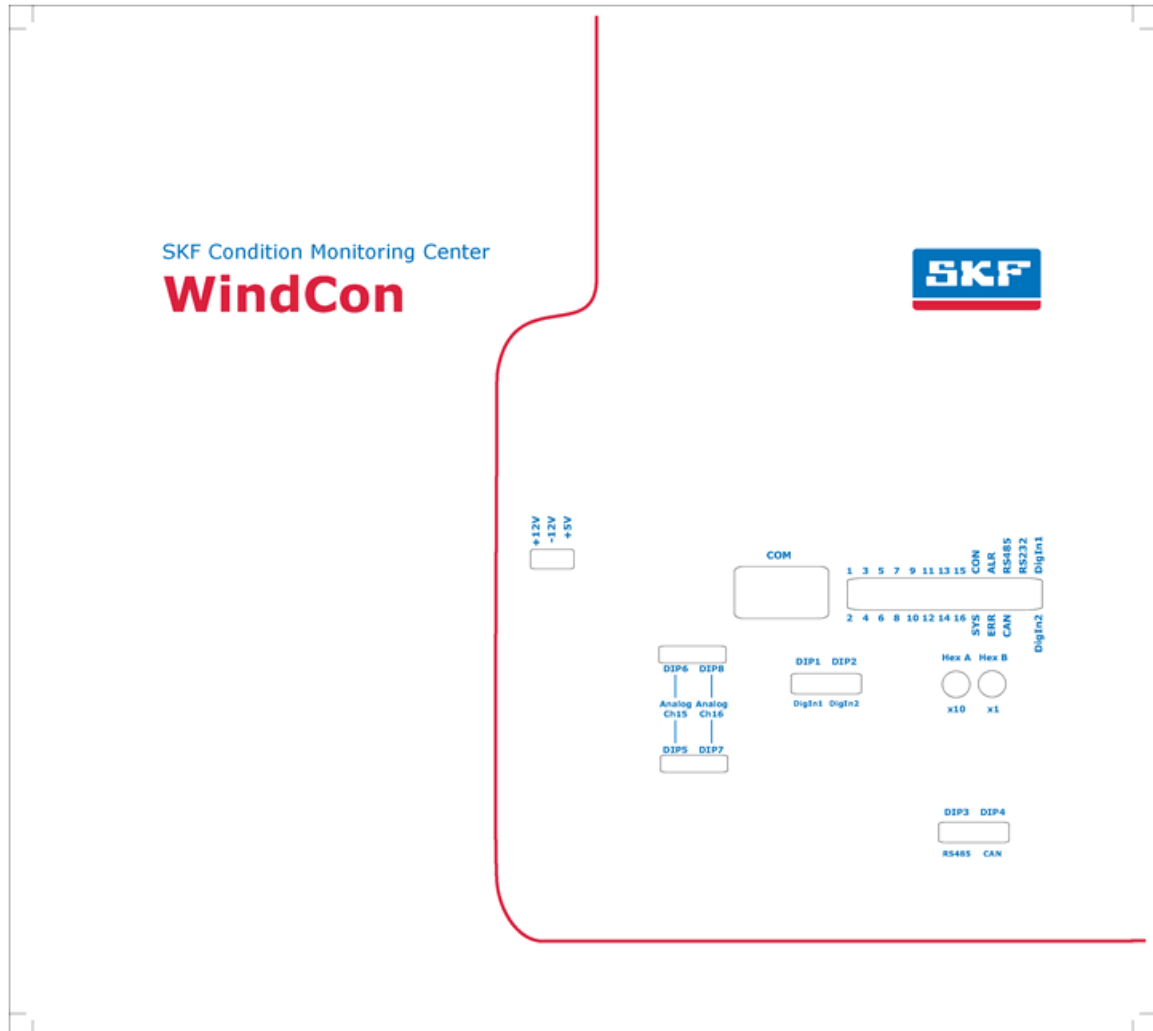 SKF Condition Monitoring Center
WindCon
SKF
+12V
-12V
+5V
COM
1 3 5 7 9 11 13 15 CON ALR RS485 RS232 DigIn1
2 4 6 8 10 12 14 16 SYS ERR CAN DigIn2
DIP6 DIP8
Analog Analog
Ch15 Ch16
DIP5 DIP7
DIP1 DIP2
DigIn1 DigIn2
Hex A Hex B
x10 x1
DIP3 DIP4
RS485 CAN